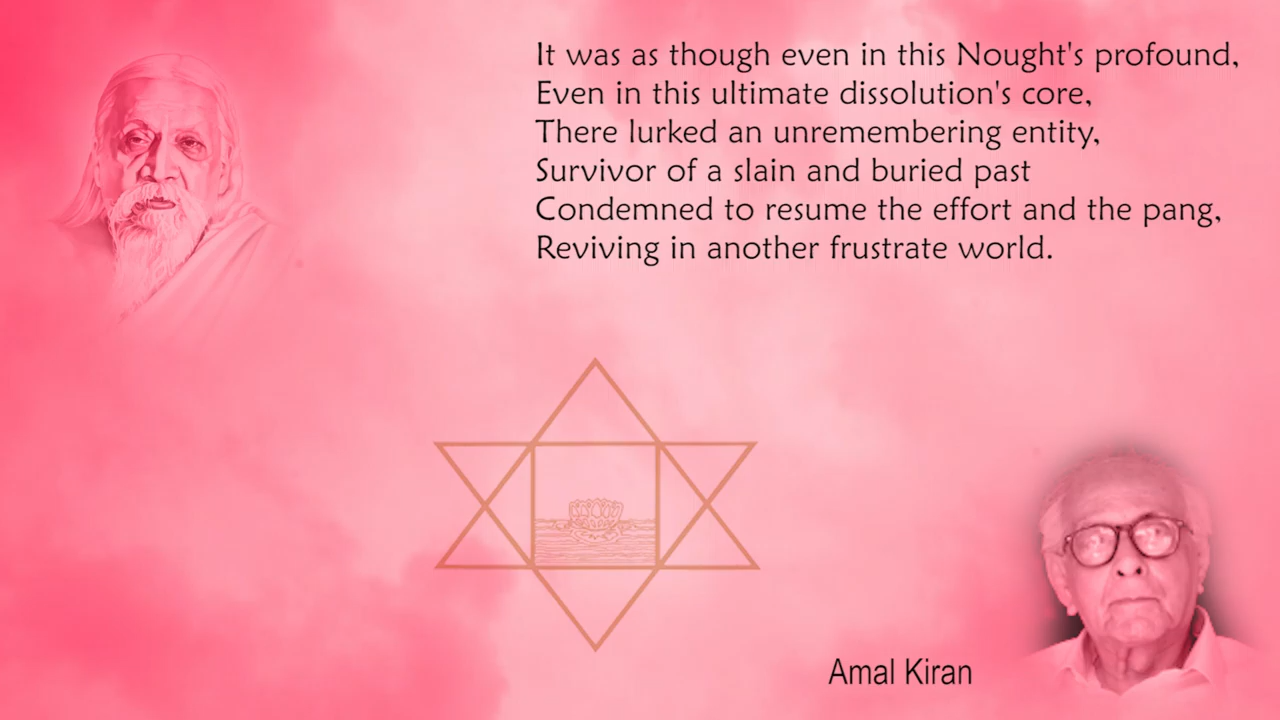 It was as though even in this Nought's profound,
Even in this ultimate dissolution's core,
There lurked an unremembering entity,
Survivor of a slain and buried past
Condemned to resume the effort and the pang,
Reviving in another frustrate world.
Amal Kiran